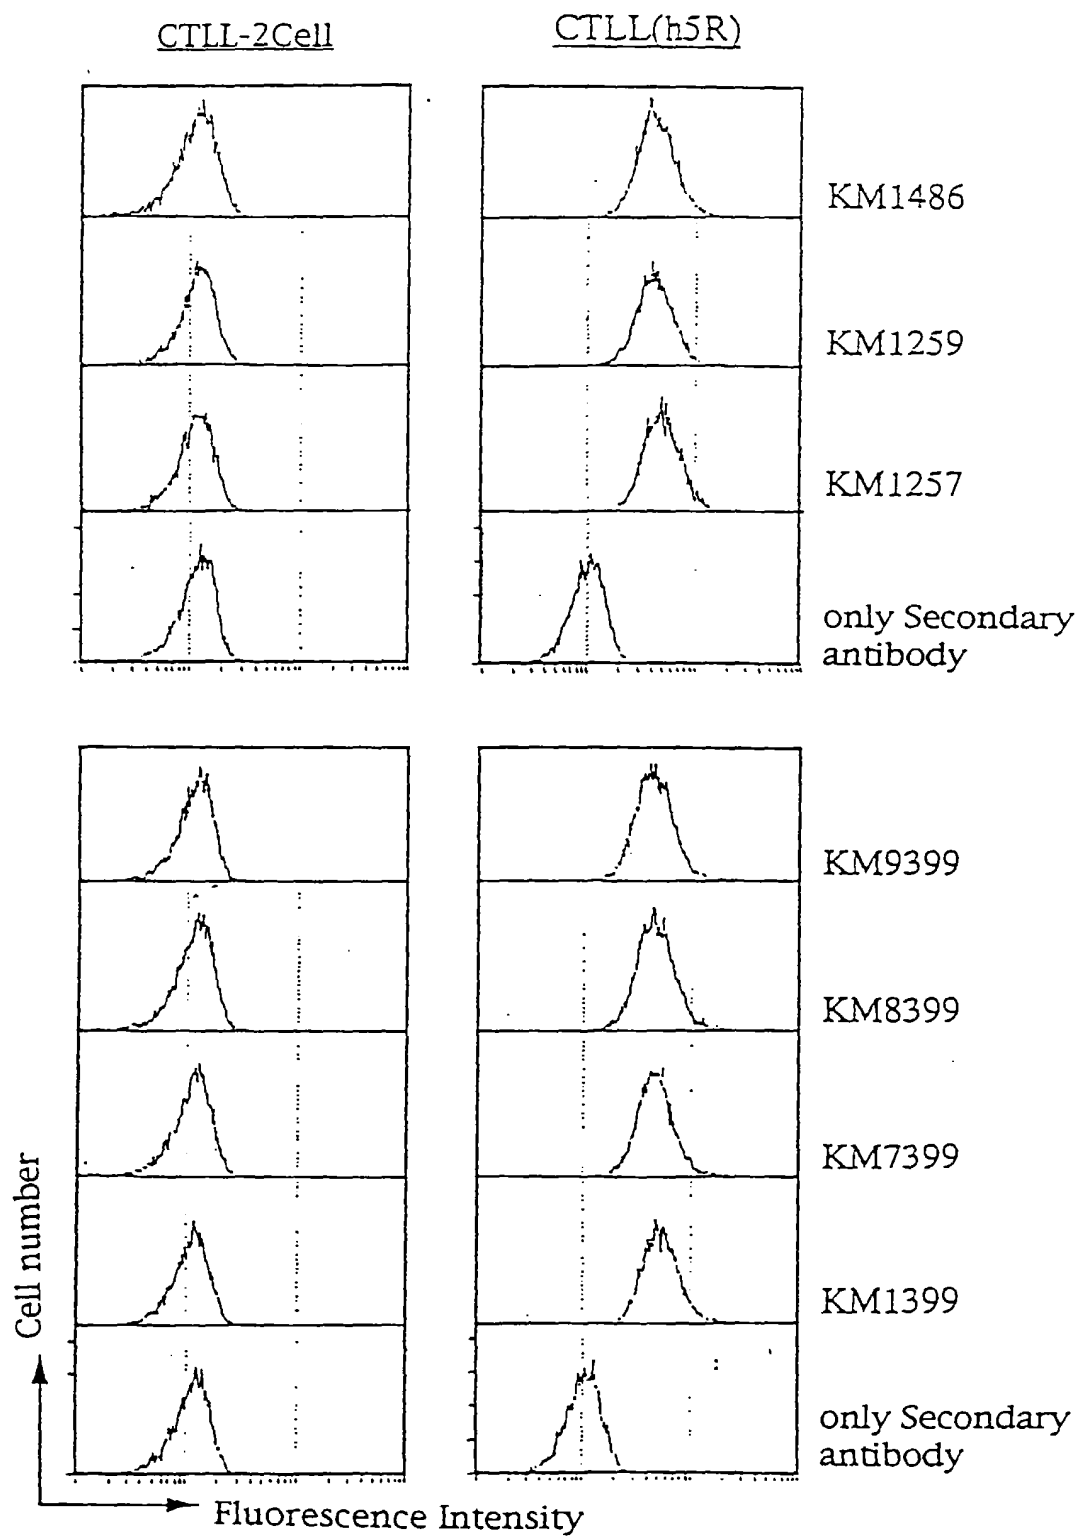 CTLL-2Cell
CTLL(h5R)
KM1486
KM1259
KM1257
only Secondary
antibody
KM9399
KM8399
KM7399
KM1399
only Secondary
antibody
Cell number
Fluorescence Intensity